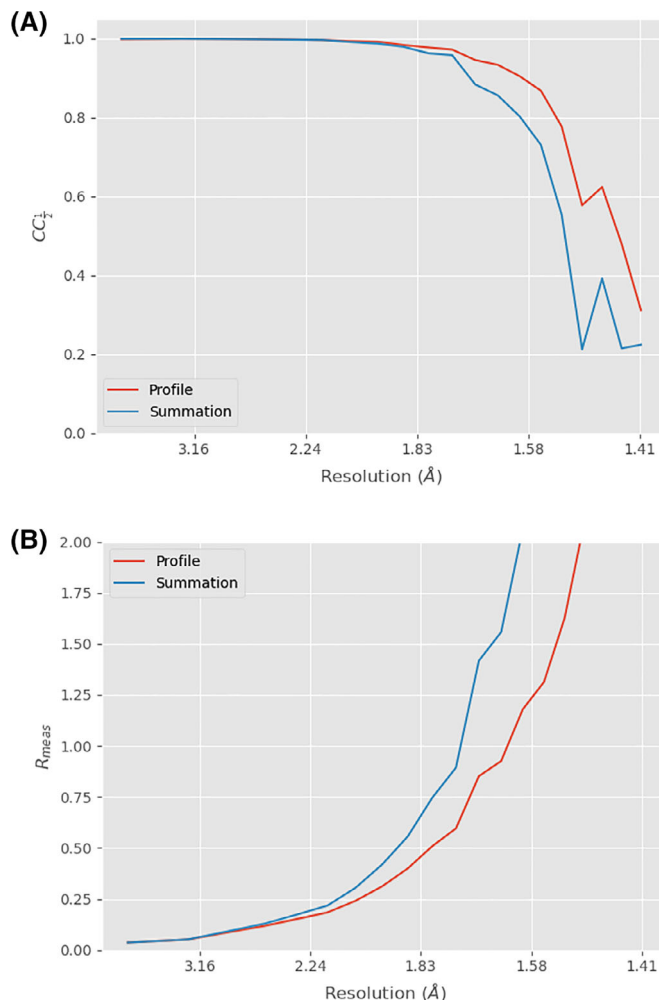 (A)
1.0
0.8
0.6
0.4
0.2
0.0
CC½
Profile
Summation
3.16 2.24 1.83 1.58 1.41
Resolution (Å)
(B)
2.00
1.75
1.50
1.25
1.00
0.75
0.50
0.25
0.00
Rmeas
Profile
Summation
3.16 2.24 1.83 1.58 1.41
Resolution (Å)